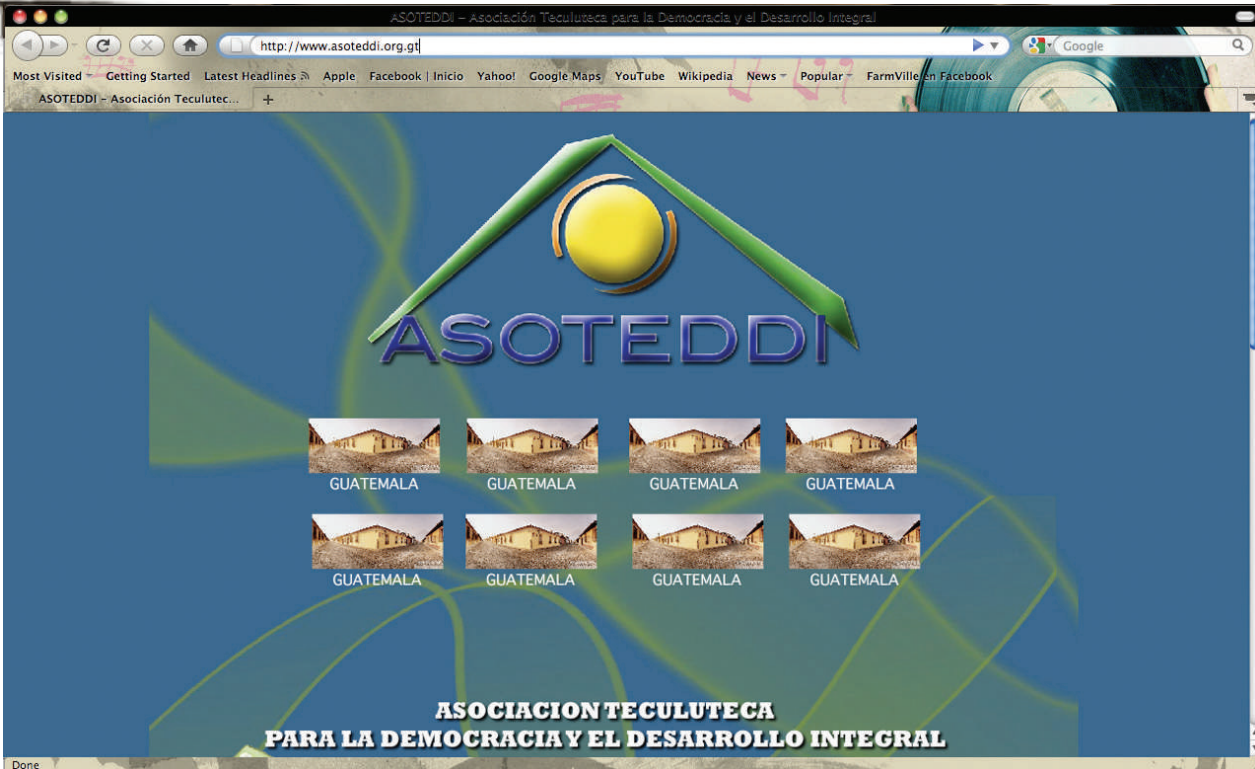 ASOTEDDI – Asociación Teculuteca para la Democracia y el Desarrollo Integral
http://www.asoteddi.org.gt
Google
Most Visited Getting Started Latest Headlines Apple Facebook | Inicio Yahoo! Google Maps YouTube Wikipedia News Popular FarmVille en Facebook
ASOTEDDI – Asociación Teculutec... +
ASOTEDDI
GUATEMALA GUATEMALA GUATEMALA GUATEMALA
GUATEMALA GUATEMALA GUATEMALA GUATEMALA
ASOCIACION TECULUTECA
PARA LA DEMOCRACIA Y EL DESARROLLO INTEGRAL
Done